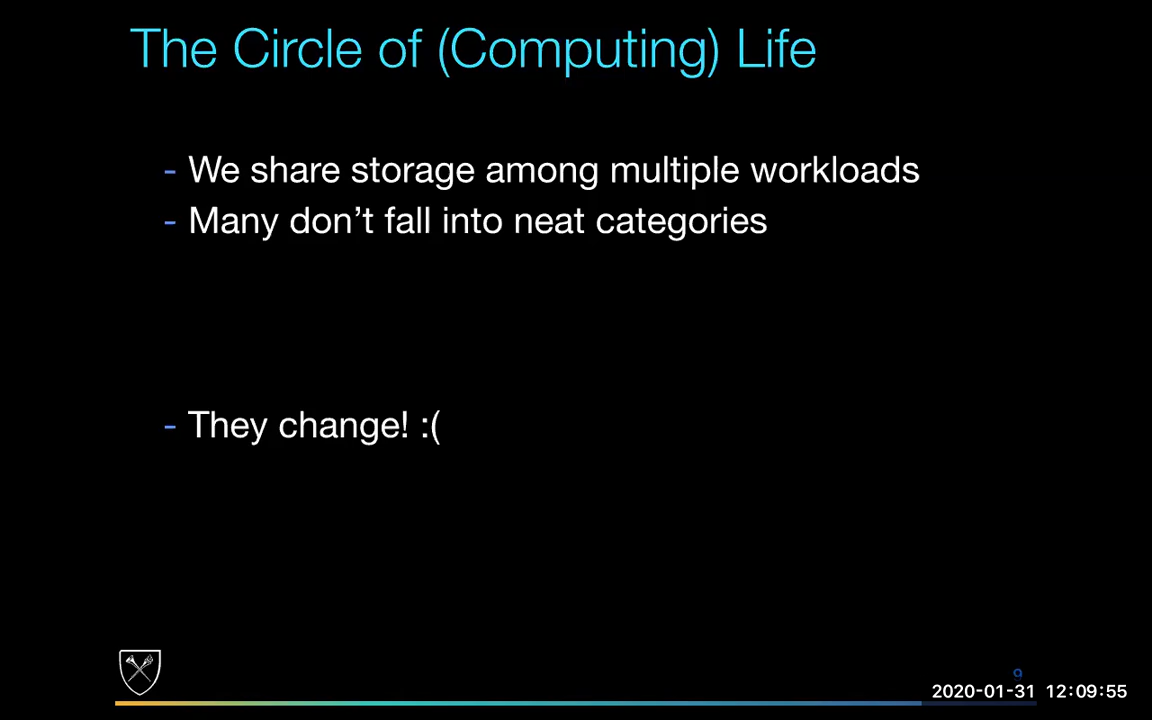 The Circle of (Computing) Life
- We share storage among multiple workloads
- Many don’t fall into neat categories
- They change! :(
9
2020-01-31 12:09:55